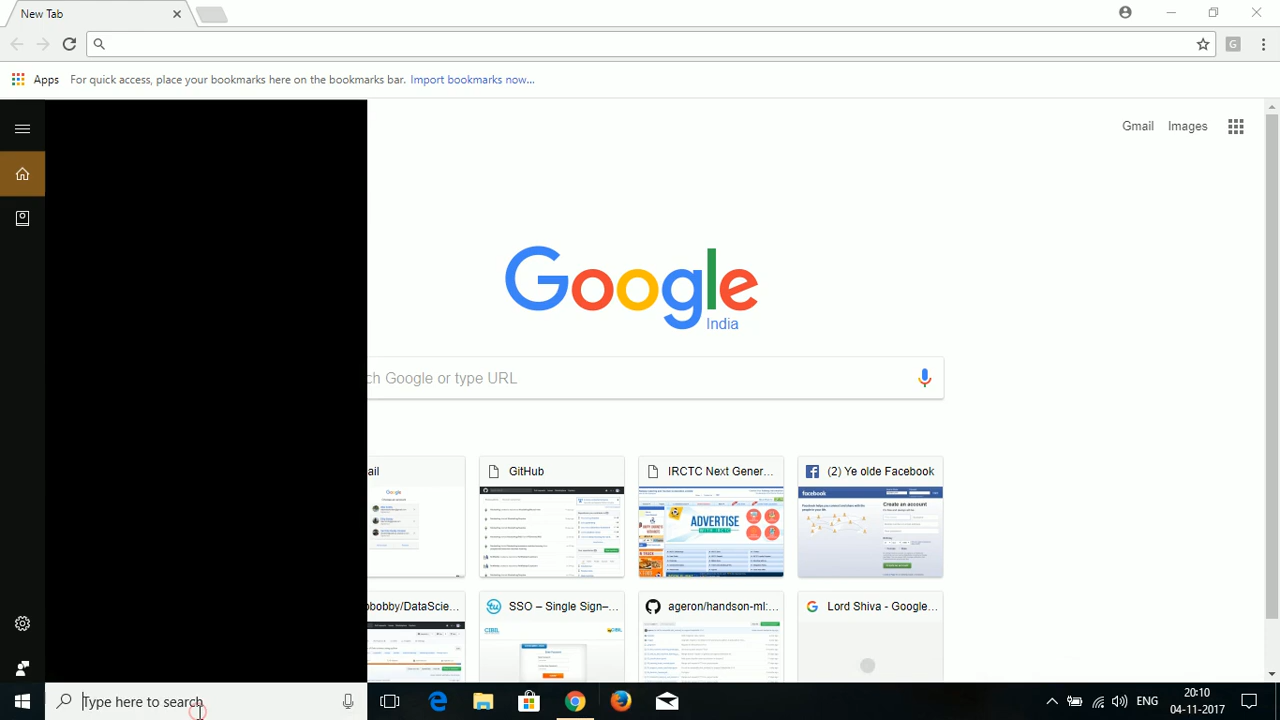 New Tab
For quick access, place your bookmarks here on the bookmarks bar. Import bookmarks now...
Apps
Gmail Images
Google
India
ch Google or type URL
ail
GitHub
IRCTC Next Gener...
(2) Ye olde Facebook
facebook
Create an account
ADVERTISE
obobby/DataScie...
SSO – Single Sign–...
ageron/handson-ml:...
Lord Shiva - Google...
CIBIL
Type here to search
ENG
20:10
04-11-2017